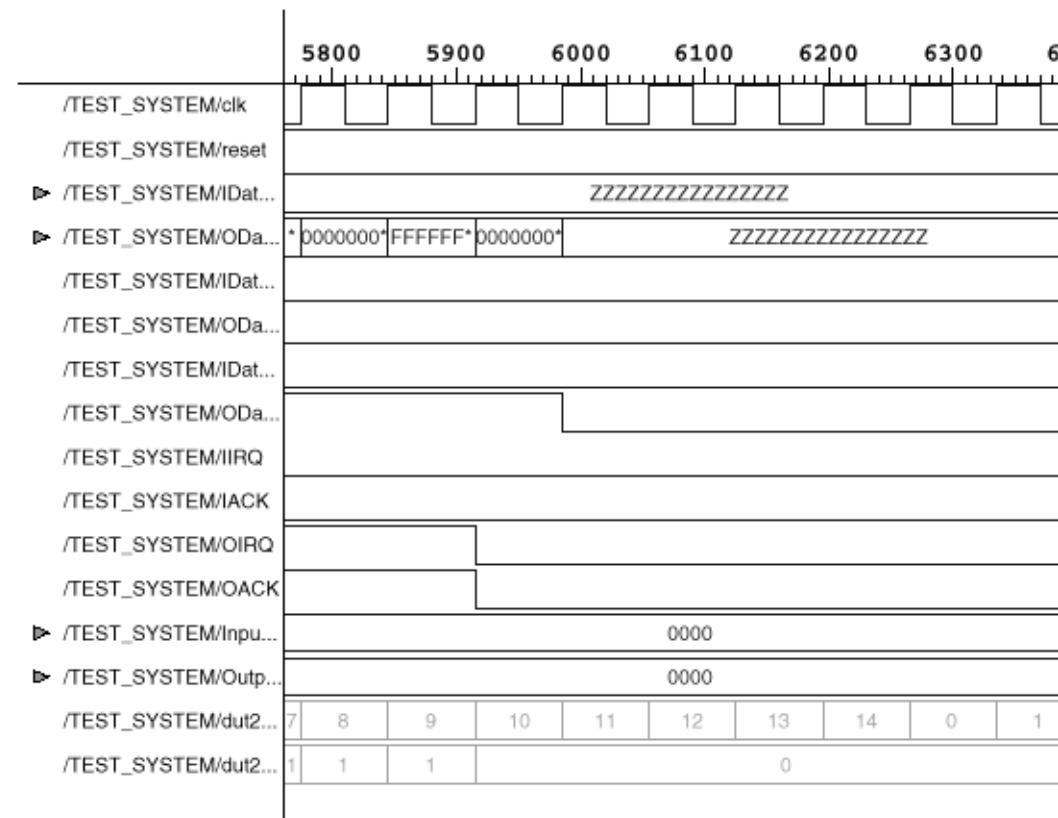 5800 5900 6000 6100 6200 6300 6
/TEST_SYSTEM/clk
/TEST_SYSTEM/reset
/TEST_SYSTEM/IDat... ZZZZZZZZZZZZZZZZ
/TEST_SYSTEM/ODa... * 0000000* FFFFFF* 0000000* ZZZZZZZZZZZZZZZZ
/TEST_SYSTEM/IDat...
/TEST_SYSTEM/ODa...
/TEST_SYSTEM/IDat...
/TEST_SYSTEM/ODa...
/TEST_SYSTEM/IIRQ
/TEST_SYSTEM/IACK
/TEST_SYSTEM/OIRQ
/TEST_SYSTEM/OACK
/TEST_SYSTEM/Inpu... 0000
/TEST_SYSTEM/Outp... 0000
/TEST_SYSTEM/dut2... 7 8 9 10 11 12 13 14 0 1
/TEST_SYSTEM/dut2... 1 1 1 0